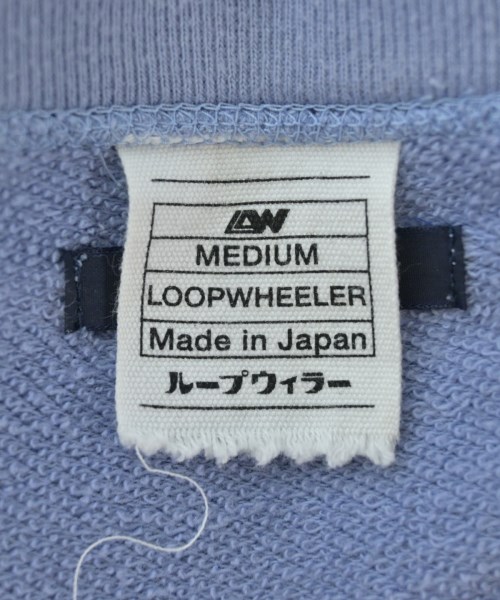 LW
MEDIUM
LOOPWHEELER
Made in Japan
ループウィラー